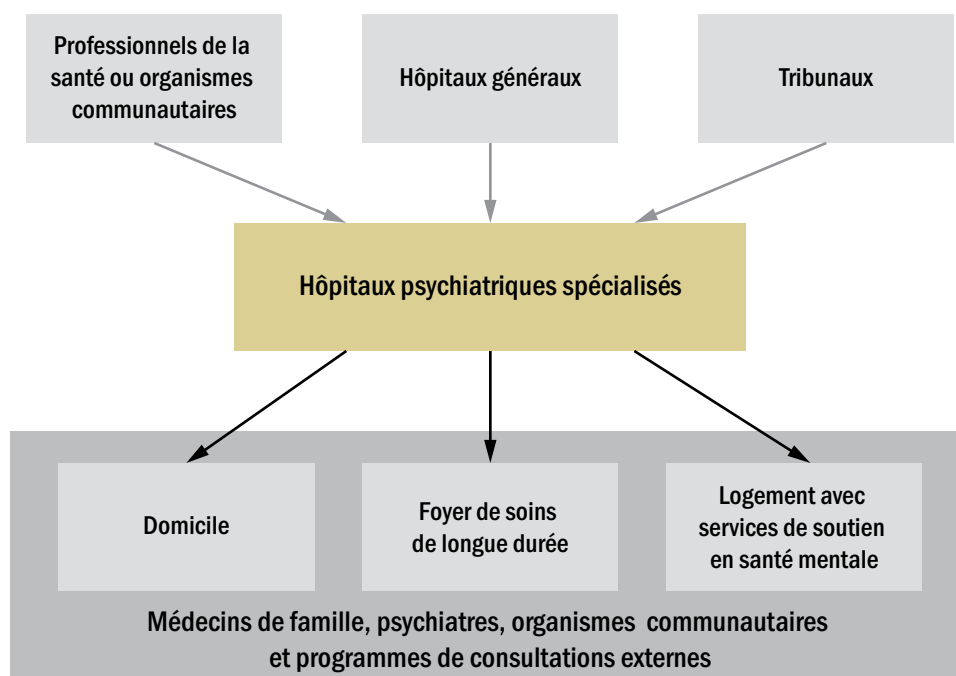 Professionnels de la
santé ou organismes
communautaires
Hôpitaux généraux
Tribunaux
Hôpitaux psychiatriques spécialisés
Domicile
Foyer de soins
de longue durée
Logement avec
services de soutien
en santé mentale
Médecins de famille, psychiatres, organismes communautaires
et programmes de consultations externes